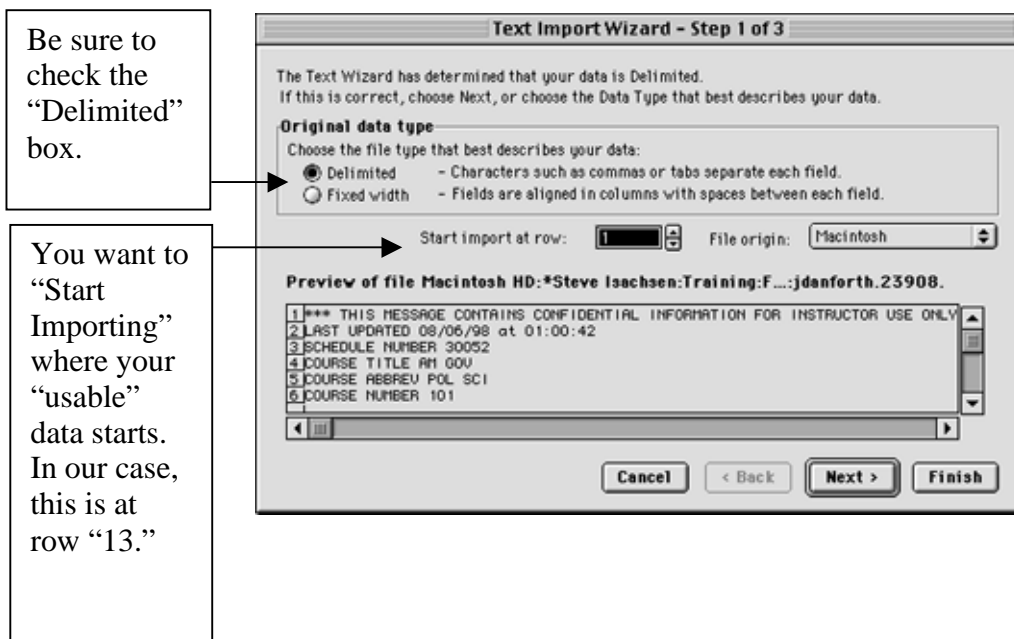 Be sure to
check the
“Delimited”
box.
You want to
“Start
Importing”
where your
“usable”
data starts.
In our case,
this is at
row “13.”
Text Import Wizard - Step 1 of 3
The Text Wizard has determined that your data is Delimited.
If this is correct, choose Next, or choose the Data Type that best describes your data.
Original data type
Choose the file type that best describes your data:
Delimited - Characters such as commas or tabs separate each field.
Fixed width - Fields are aligned in columns with spaces between each field.
Start import at row: 1 File origin: Macintosh
Preview of file Macintosh HD:*Steve Isachsen:Training:F...:jdanforth.23908.
1 *** THIS MESSAGE CONTAINS CONFIDENTIAL INFORMATION FOR INSTRUCTOR USE ONLY
2 LAST UPDATED 08/06/98 at 01:00:42
3 SCHEDULE NUMBER 30052
4 COURSE TITLE AM GOV
5 COURSE ABBREV POL SCI
6 COURSE NUMBER 101
Cancel < Back Next > Finish